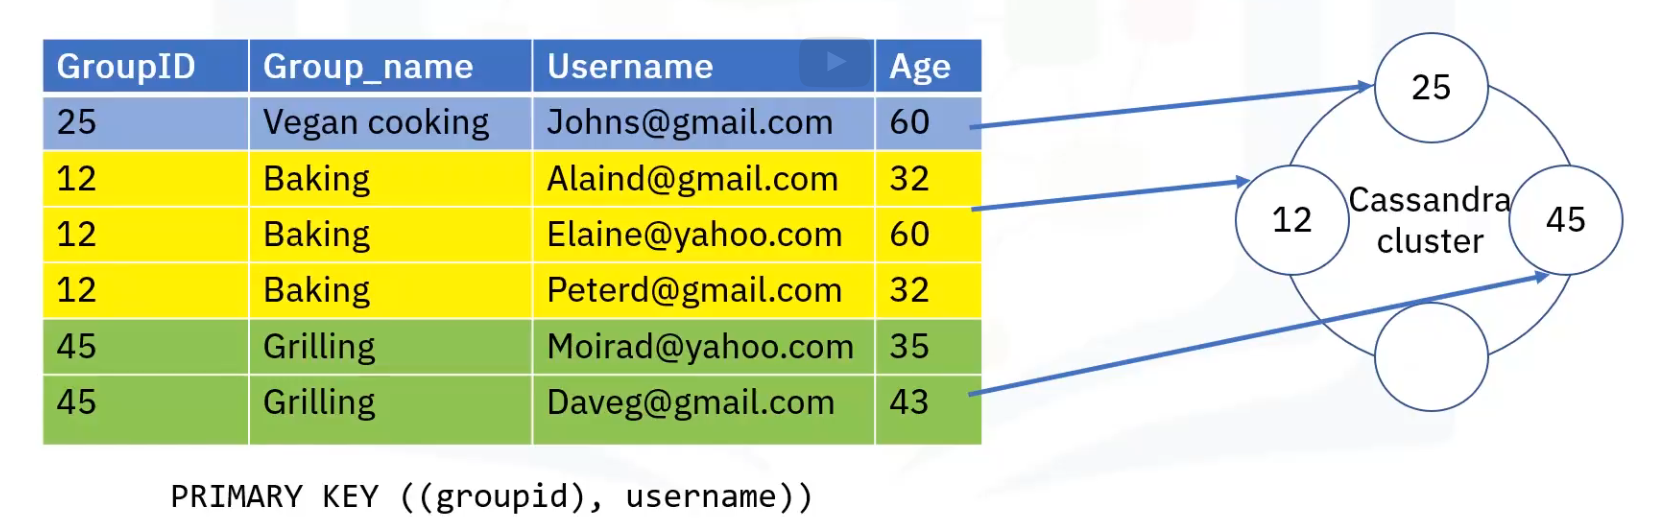 GroupID Group_name Username Age
25 Vegan cooking Johns@gmail.com 60
12 Baking Alaind@gmail.com 32
12 Baking Elaine@yahoo.com 60
12 Baking Peterd@gmail.com 32
45 Grilling Moirad@yahoo.com 35
45 Grilling Daveg@gmail.com 43
PRIMARY KEY ((groupid), username))
25
12
Cassandra
cluster
45